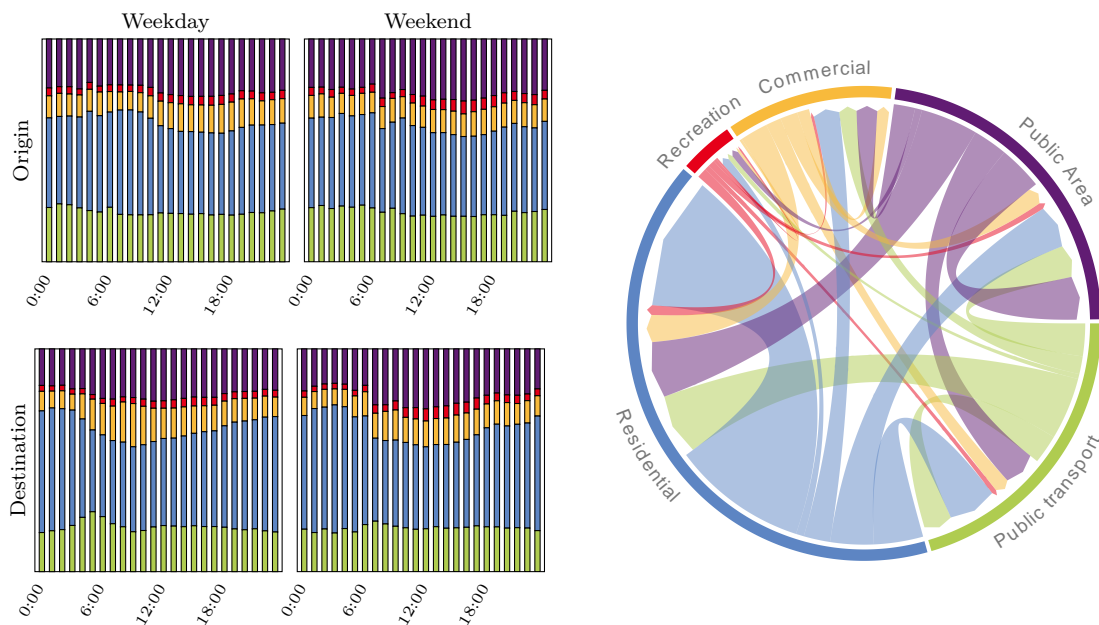 Weekday Weekend
Origin
0:00 6:00 12:00 18:00 0:00 6:00 12:00 18:00
Destination
0:00 6:00 12:00 18:00 0:00 6:00 12:00 18:00
Recreation
Commercial
Public Area
Residential
Public transport